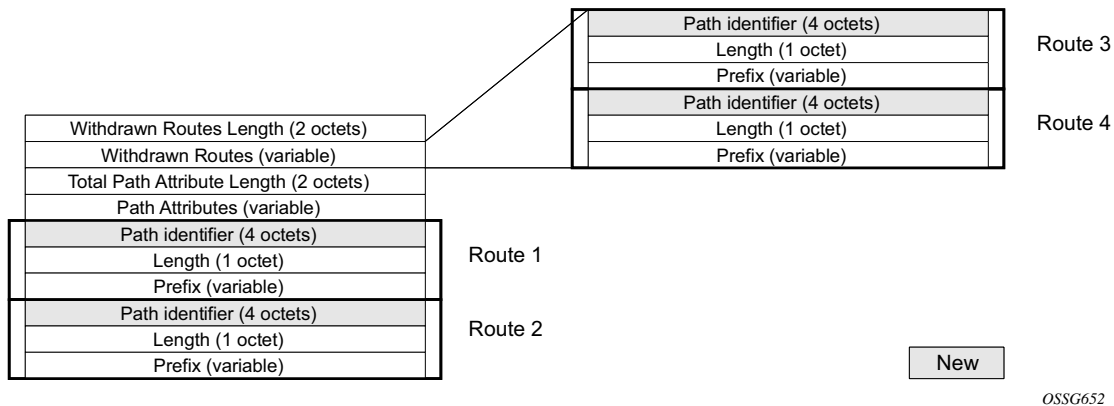 Path identifier (4 octets)
Length (1 octet)
Prefix (variable)
Route 3
Path identifier (4 octets)
Length (1 octet)
Prefix (variable)
Route 4
Withdrawn Routes Length (2 octets)
Withdrawn Routes (variable)
Total Path Attribute Length (2 octets)
Path Attributes (variable)
Path identifier (4 octets)
Length (1 octet)
Prefix (variable)
Route 1
Path identifier (4 octets)
Length (1 octet)
Prefix (variable)
Route 2
New
OSSG652